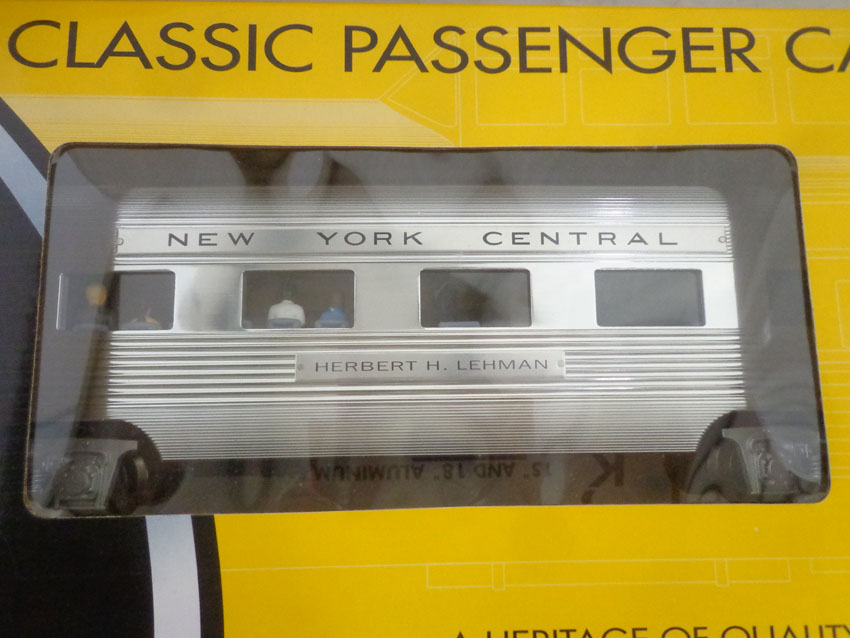 CLASSIC PASSENGER CA
NEW YORK CENTRAL
HERBERT H. LEHMAN
15" AND 18" ALUMINUM
K
A HERITAGE OF QUALITY